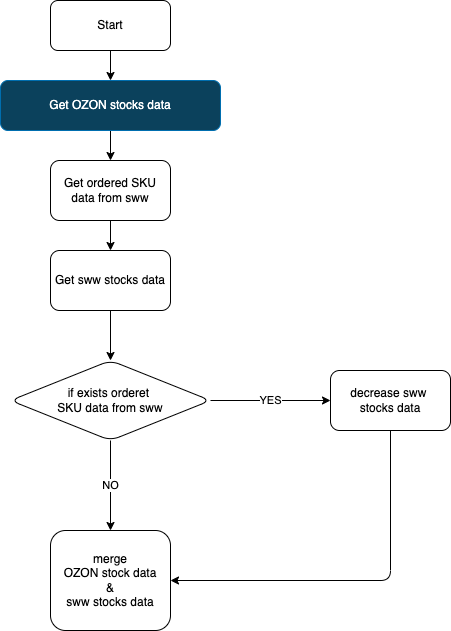 Start
Get OZON stocks data
Get ordered SKU
data from sww
Get sww stocks data
if exists orderet
SKU data from sww
YES
decrease sww
stocks data
NO
merge
OZON stock data
&
sww stocks data